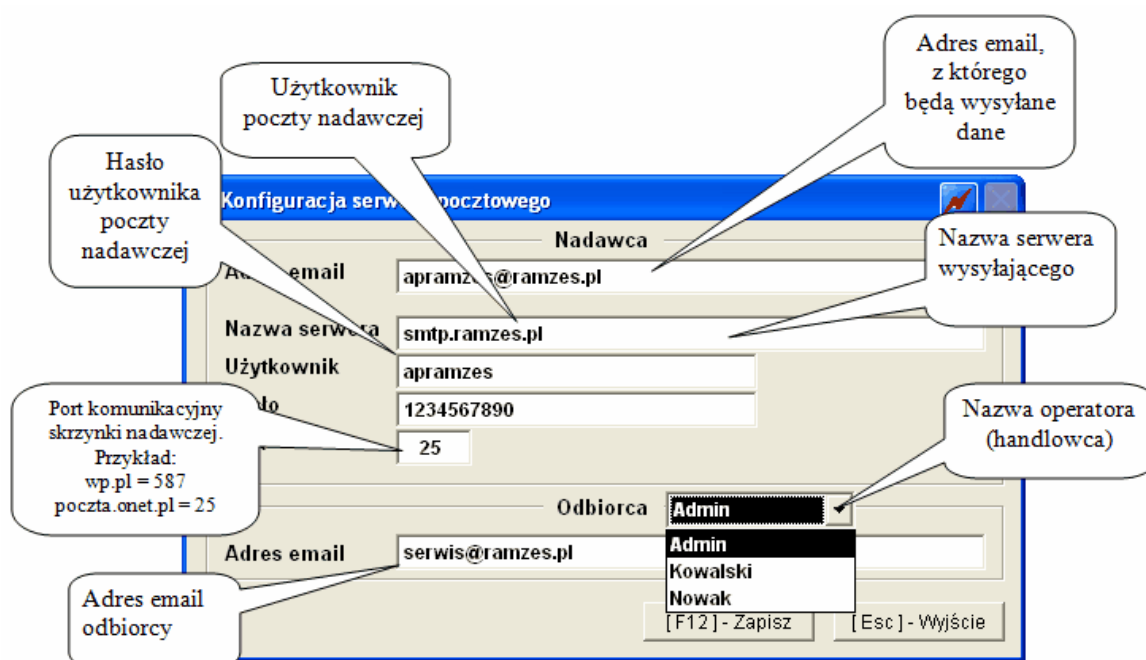 Adres email,
z którego
będą wysyłane
dane
Użytkownik
poczty nadawczej
Hasło
użytkownika
poczty
nadawczej
Konfiguracja serw pocztowego
Nadawca
Nazwa serwera
wysyłającego
email
apramzes@ramzes.pl
Nazwa serwera
smtp.ramzes.pl
Użytkownik
apramzes
1234567890
Port komunikacyjny
skrzynki nadawczej.
Przykład:
wp.pl = 587
poczta.onet.pl = 25
25
Nazwa operatora
(handlowca)
Odbiorca
Admin
Adres email
serwis@ramzes.pl
Admin
Kowalski
Nowak
Adres email
odbiorcy
[ F12 ] - Zapisz
[ Esc ] - Wyjście